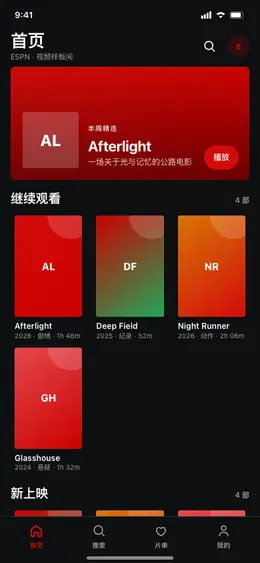 9:41
首页
ESPN · 视频样板间
E
AL
本周精选
Afterlight
一场关于光与记忆的公路电影
播放
继续观看
4 部
AL
DF
NR
Afterlight
2026 · 剧情 · 1h 48m
Deep Field
2025 · 纪录 · 52m
Night Runner
2026 · 动作 · 2h 06m
GH
Glasshouse
2024 · 悬疑 · 1h 32m
新上映
4 部
首页
搜索
片单
我的